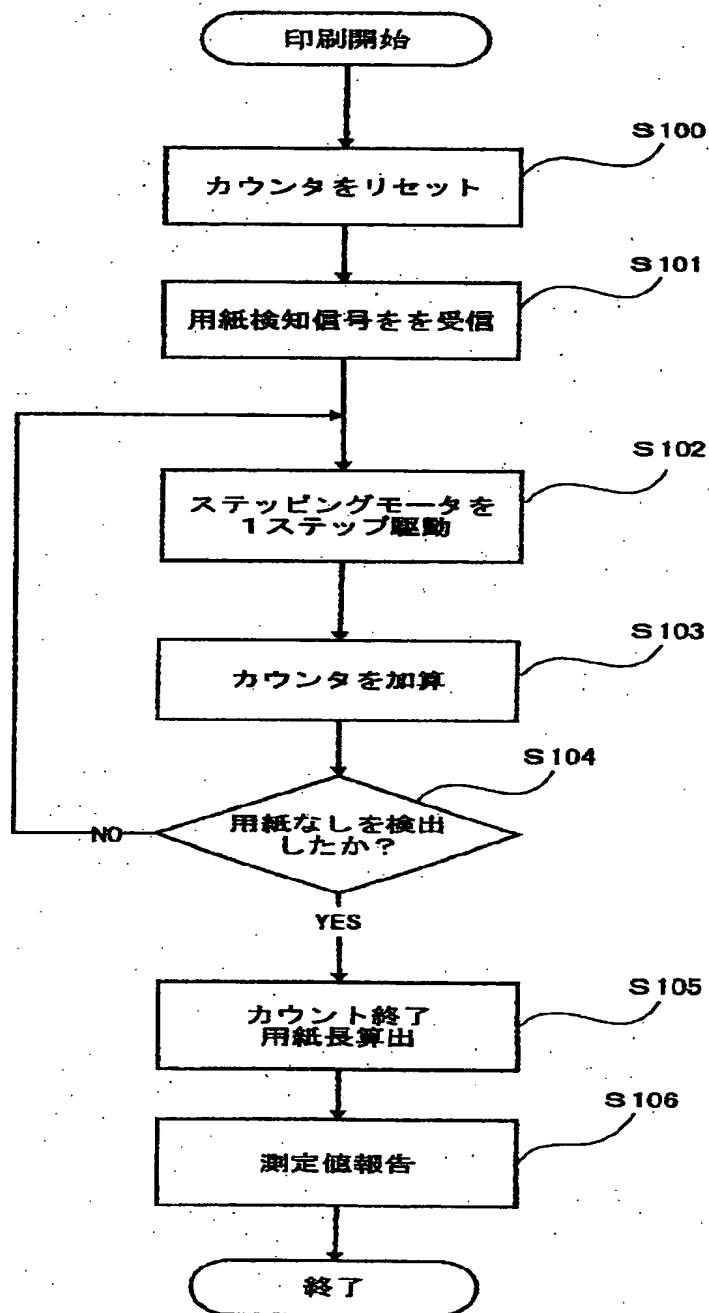 印刷開始
S100
カウンタをリセット
S101
用紙検知信号をを受信
S102
ステッピングモータを
1ステップ駆動
S103
カウンタを加算
S104
用紙なしを検出
したか?
NO
YES
S105
カウント終了
用紙長算出
S106
測定値報告
終了